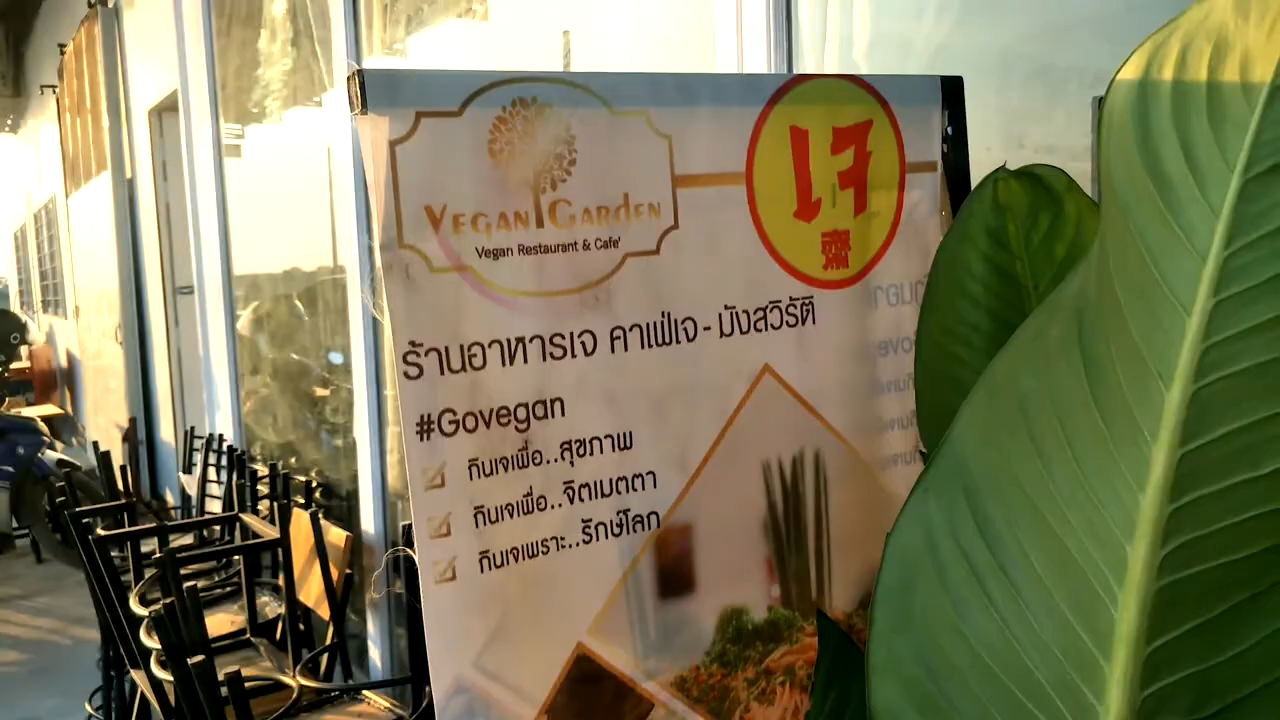 VEGAN GARDEN
Vegan Restaurant & Cafe'
เจ
齋
ร้านอาหารเจ คาเฟ่เจ - มังสวิรัติ
#Govegan
กินเจเพื่อ..สุขภาพ
กินเจเพื่อ..จิตเมตตา
กินเจเพราะ..รักษ์โลก